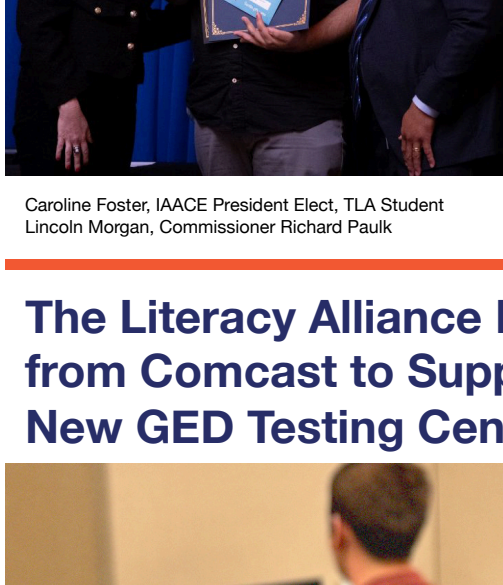 Caroline Foster, IAACE President Elect, TLA Student
Lincoln Morgan, Commissioner Richard Paulk
The Literacy Alliance
from Comcast to Supp
New GED Testing Cen